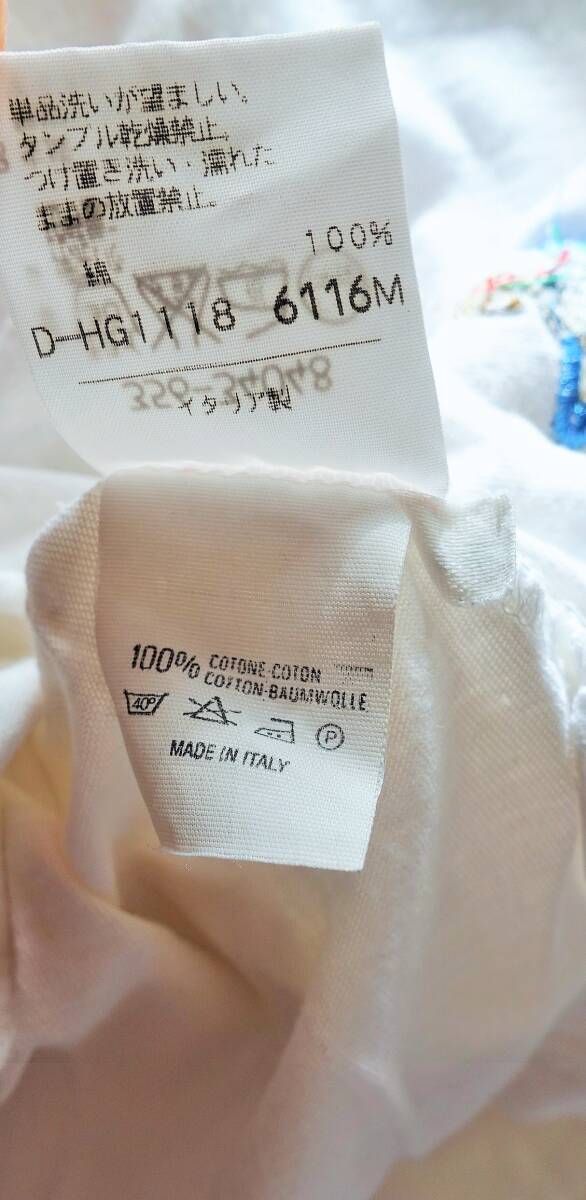 単品洗いが望ましい。
タンブル乾燥禁止。
つけ置き洗い・濡れた
ままの放置禁止。
綿 100%
D-HG1118 6116M
356-34048
イタリア製
100% COTONE-COTON
COTTON-BAUMWOLLE
40° P
MADE IN ITALY